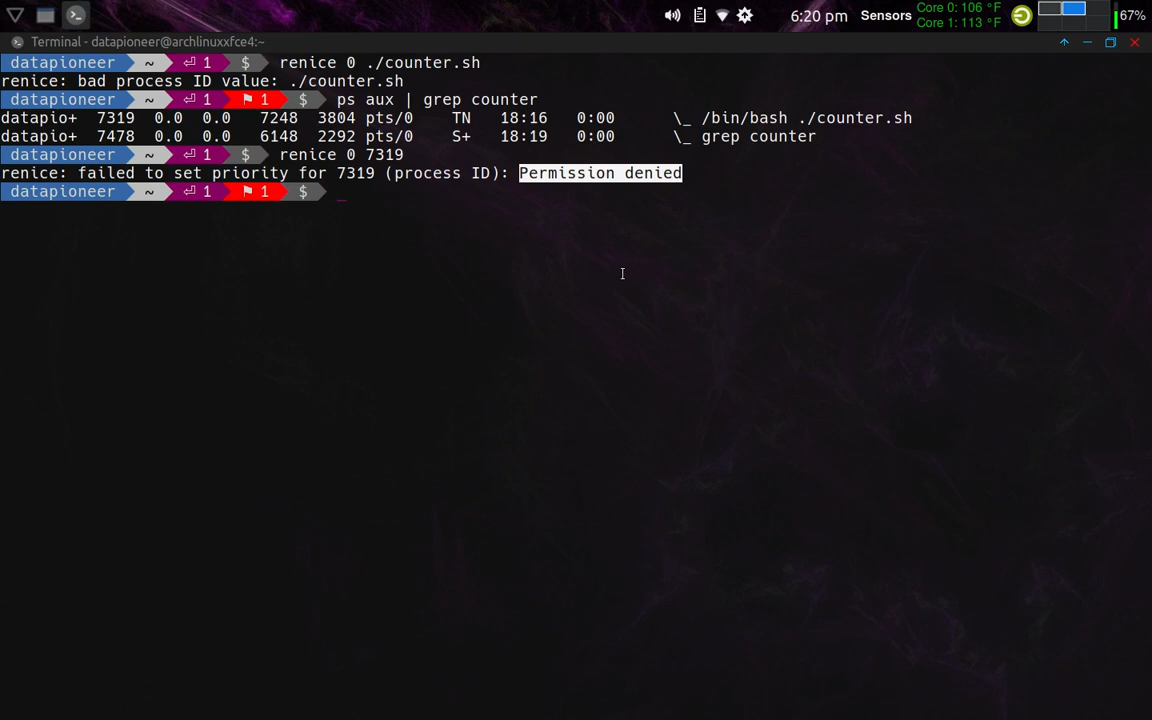 6:20 pm Sensors Core 0: 106 °F 67%
Core 1: 113 °F
Terminal - datapioneer@archlinuxxfce4:~
datapioneer ~ ⏎ 1 $ renice 0 ./counter.sh
renice: bad process ID value: ./counter.sh
datapioneer ~ ⏎ 1 ⚑ 1 $ ps aux | grep counter
datapio+ 7319 0.0 0.0 7248 3804 pts/0 TN 18:16 0:00 \_ /bin/bash ./counter.sh
datapio+ 7478 0.0 0.0 6148 2292 pts/0 S+ 18:19 0:00 \_ grep counter
datapioneer ~ ⏎ 1 $ renice 0 7319
renice: failed to set priority for 7319 (process ID): Permission denied
datapioneer ~ ⏎ 1 ⚑ 1 $ _